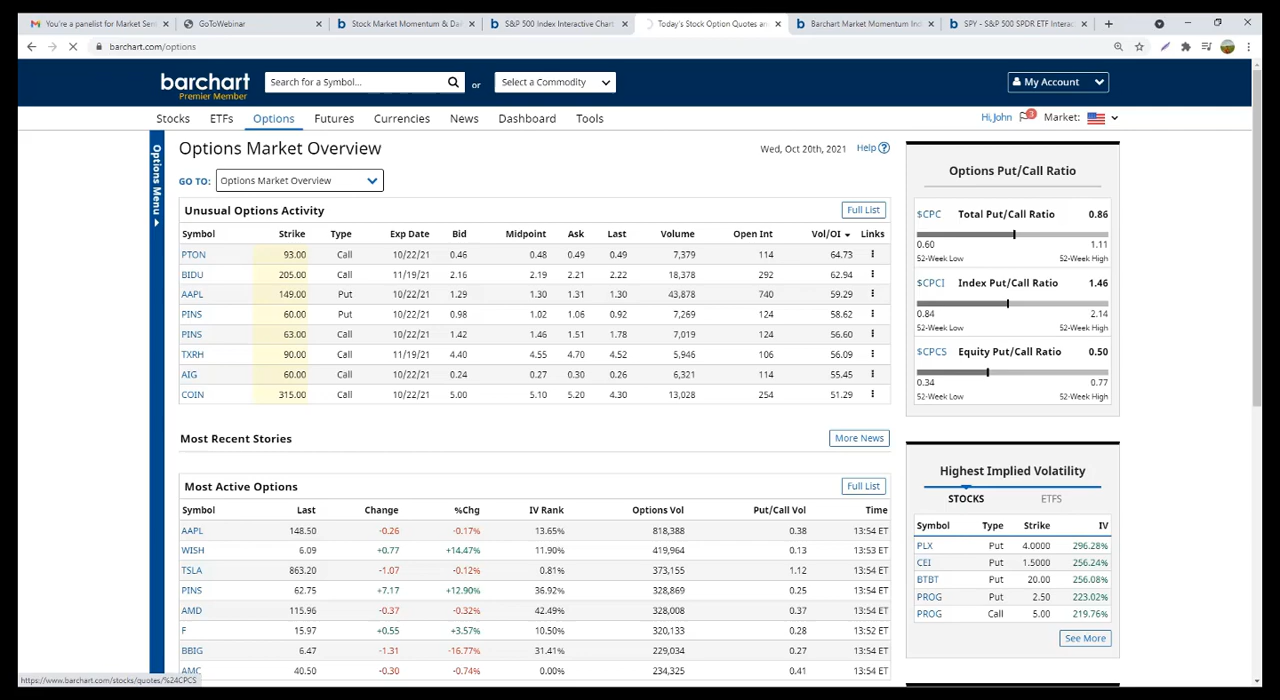 You're a panelist for Market Sen
GoToWebinar
Stock Market Momentum & Dai
S&P 500 Index Interactive Chart
Today's Stock Option Quotes an
Barchart Market Momentum Ind
SPY - S&P 500 SPDR ETF Interac
barchart.com/options
barchart
Premier Member
Search for a Symbol...
or
Select a Commodity
My Account
Stocks ETFs Options Futures Currencies News Dashboard Tools
Hi, John 3 Market:
Options Menu
Options Market Overview
Wed, Oct 20th, 2021 Help ?
GO TO: Options Market Overview
Unusual Options Activity Full List
Symbol Strike Type Exp Date Bid Midpoint Ask Last Volume Open Int Vol/OI Links
PTON 93.00 Call 10/22/21 0.46 0.48 0.49 0.49 7,379 114 64.73
BIDU 205.00 Call 11/19/21 2.16 2.19 2.21 2.22 18,378 292 62.94
AAPL 149.00 Put 10/22/21 1.29 1.30 1.31 1.30 43,878 740 59.29
PINS 60.00 Put 10/22/21 0.98 1.02 1.06 0.92 7,269 124 58.62
PINS 63.00 Call 10/22/21 1.42 1.46 1.51 1.78 7,019 124 56.60
TXRH 90.00 Call 11/19/21 4.40 4.55 4.70 4.52 5,946 106 56.09
AIG 60.00 Call 10/22/21 0.24 0.27 0.30 0.26 6,321 114 55.45
COIN 315.00 Call 10/22/21 5.00 5.10 5.20 4.30 13,028 254 51.29
Most Recent Stories More News
Most Active Options Full List
Symbol Last Change %Chg IV Rank Options Vol Put/Call Vol Time
AAPL 148.50 -0.26 -0.17% 13.65% 818,388 0.38 13:54 ET
WISH 6.09 +0.77 +14.47% 11.90% 419,964 0.13 13:53 ET
TSLA 863.20 -1.07 -0.12% 0.81% 373,155 1.12 13:54 ET
PINS 62.75 +7.17 +12.90% 36.92% 328,869 0.25 13:54 ET
AMD 115.96 -0.37 -0.32% 42.49% 328,008 0.37 13:54 ET
F 15.97 +0.55 +3.57% 10.50% 320,133 0.28 13:52 ET
BBIG 6.47 -1.31 -16.77% 31.41% 229,034 0.27 13:54 ET
AMC 40.50 -0.30 -0.74% 0.00% 234,325 0.41 13:54 ET
Options Put/Call Ratio
$CPC Total Put/Call Ratio 0.86
0.60 1.11
52-Week Low 52-Week High
$CPCI Index Put/Call Ratio 1.46
0.84 2.14
52-Week Low 52-Week High
$CPCS Equity Put/Call Ratio 0.50
0.34 0.77
52-Week Low 52-Week High
Highest Implied Volatility
STOCKS ETFS
Symbol Type Strike IV
PLX Put 4.0000 296.28%
CEI Put 1.5000 256.24%
BTBT Put 20.00 256.08%
PROG Put 2.50 223.02%
PROG Call 5.00 219.76%
See More
https://www.barchart.com/stocks/quotes/%24CPCS